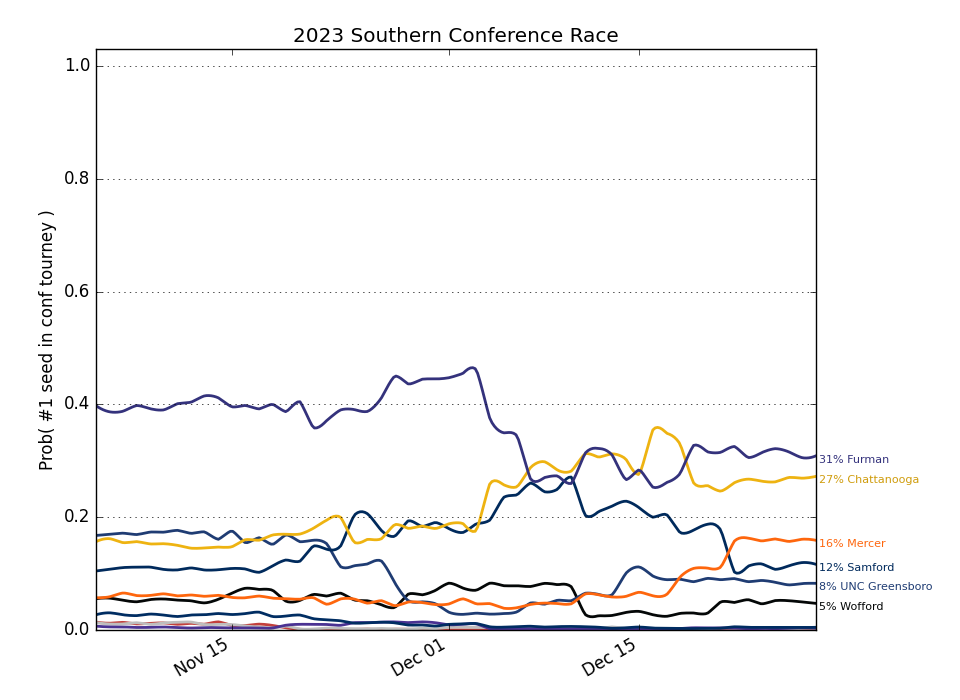 2023 Southern Conference Race
Prob( #1 seed in conf tourney )
1.0
0.8
0.6
0.4
0.2
0.0
Nov 15
Dec 01
Dec 15
31% Furman
27% Chattanooga
16% Mercer
12% Samford
8% UNC Greensboro
5% Wofford